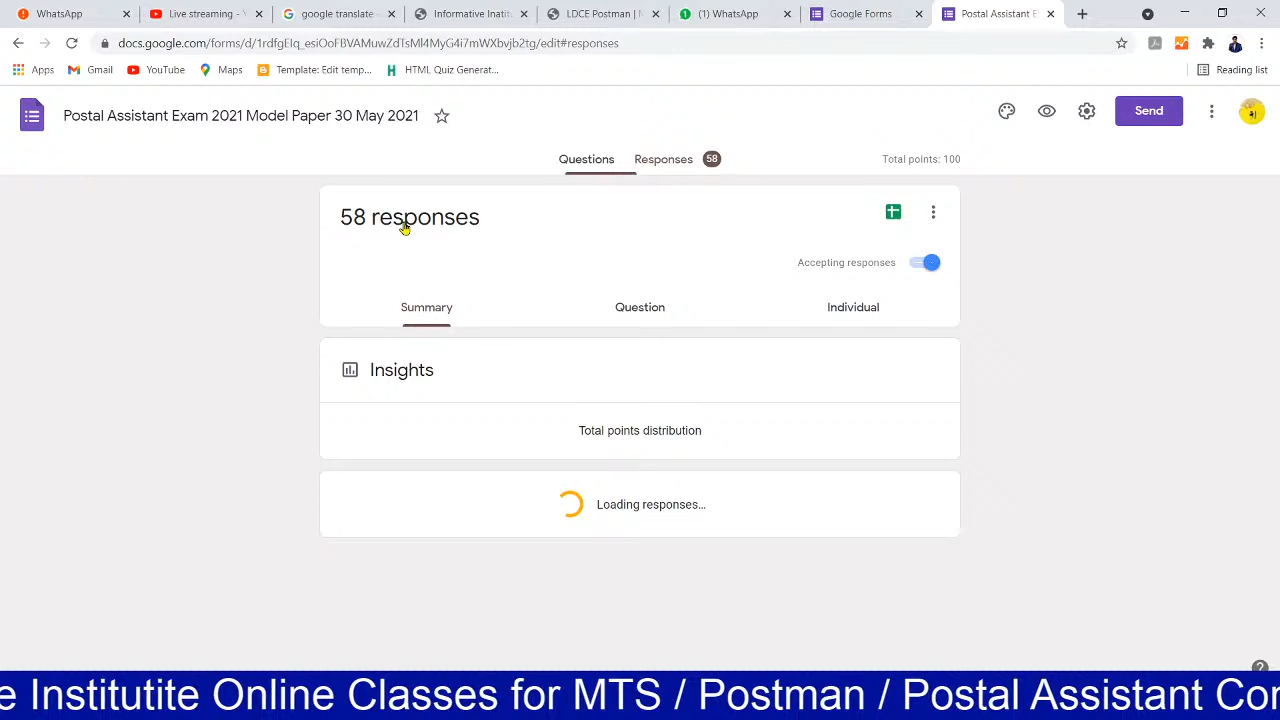 WhatsApp
Live streaming - Y
google translate
Informative Insti
LDCE Postman |
(1) WhatsApp
Google Forms
Postal Assistant E
docs.google.com/forms/d/1rdfgEIq_esiOoFBVAMuwZdTsMl4MyGKi7mvtXbvJb2tg/edit#responses
Apps
Gmail
YouTube
Maps
Template: Edit temp...
HTML Quiz Generat...
Reading list
Postal Assistant Exam 2021 Model Paper 30 May 2021
Send
Questions
Responses 58
Total points: 100
58 responses
Accepting responses
Summary
Question
Individual
Insights
Total points distribution
Loading responses...
e Institutite Online Classes for MTS / Postman / Postal Assistant Cor